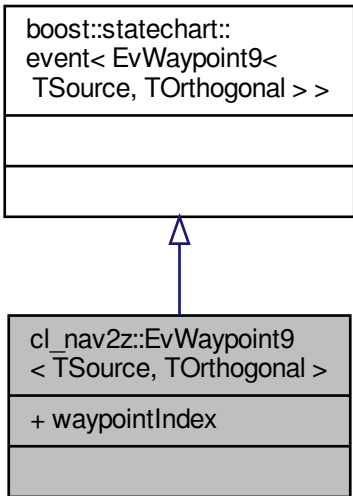 boost::statechart::
event< EvWaypoint9<
 TSource, TOrthogonal > >
cl_nav2z::EvWaypoint9
< TSource, TOrthogonal >
+ waypointIndex